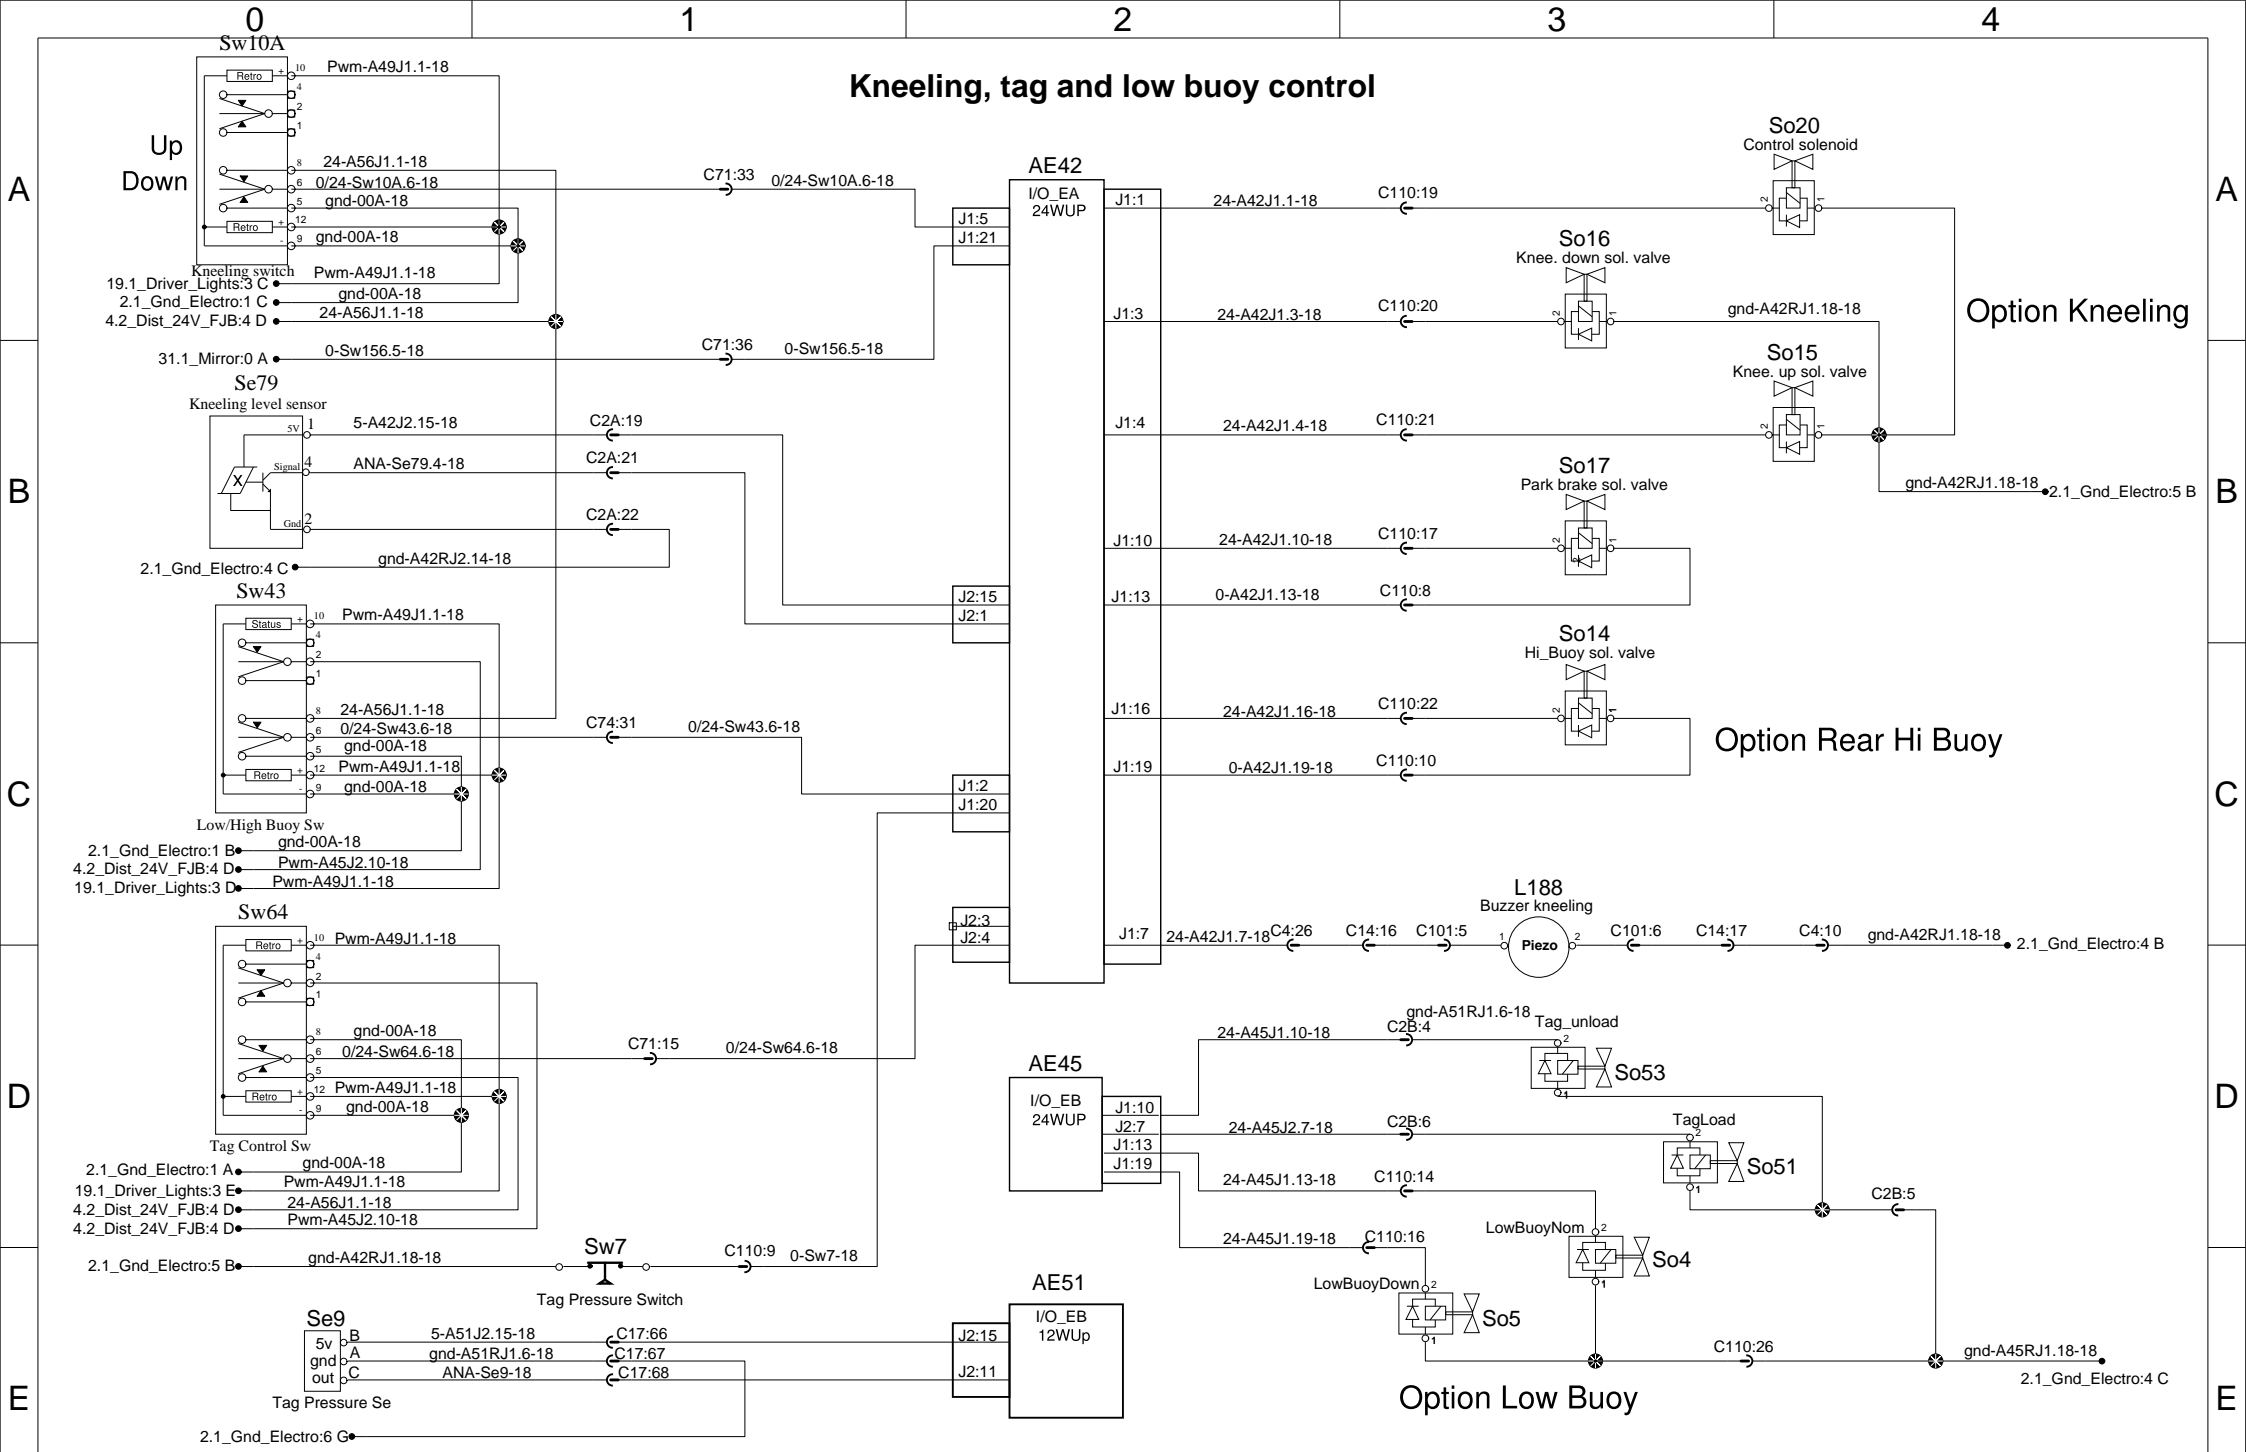 0 1 2 3 4
Kneeling, tag and low buoy control
A
B
C
D
E
A
B
C
D
E
Sw10A
Retro + 10 Pwm-A49J1.1-18
4
2
1
Up
Down
8 24-A56J1.1-18
6 0/24-Sw10A.6-18 C71:33 0/24-Sw10A.6-18
5 gnd-00A-18
Retro + 12
- 9 gnd-00A-18
Kneeling switch
19.1_Driver_Lights:3 C Pwm-A49J1.1-18
2.1_Gnd_Electro:1 C gnd-00A-18
4.2_Dist_24V_FJB:4 D 24-A56J1.1-18
31.1_Mirror:0 A 0-Sw156.5-18 C71:36 0-Sw156.5-18
Se79
Kneeling level sensor
5V 1 5-A42J2.15-18 C2A:19
X Signal 4 ANA-Se79.4-18 C2A:21
Gnd 2 C2A:22
2.1_Gnd_Electro:4 C gnd-A42RJ2.14-18
Sw43
Status + 10 Pwm-A49J1.1-18
4
2
1
8 24-A56J1.1-18
6 0/24-Sw43.6-18 C74:31 0/24-Sw43.6-18
5 gnd-00A-18
Retro + 12 Pwm-A49J1.1-18
- 9 gnd-00A-18
Low/High Buoy Sw
2.1_Gnd_Electro:1 B gnd-00A-18
4.2_Dist_24V_FJB:4 D Pwm-A45J2.10-18
19.1_Driver_Lights:3 D Pwm-A49J1.1-18
Sw64
Retro + 10 Pwm-A49J1.1-18
4
2
1
8 gnd-00A-18
6 0/24-Sw64.6-18 C71:15 0/24-Sw64.6-18
5
Retro + 12 Pwm-A49J1.1-18
- 9 gnd-00A-18
Tag Control Sw
2.1_Gnd_Electro:1 A gnd-00A-18
19.1_Driver_Lights:3 E Pwm-A49J1.1-18
4.2_Dist_24V_FJB:4 D 24-A56J1.1-18
4.2_Dist_24V_FJB:4 D Pwm-A45J2.10-18
2.1_Gnd_Electro:5 B gnd-A42RJ1.18-18 Sw7 C110:9 0-Sw7-18
Tag Pressure Switch
Se9
5v B 5-A51J2.15-18 C17:66
gnd A gnd-A51RJ1.6-18 C17:67
out C ANA-Se9-18 C17:68
Tag Pressure Se
2.1_Gnd_Electro:6 G
AE42
I/O_EA
24WUP
J1:5
J1:21
J2:15
J2:1
J1:2
J1:20
J2:3
J2:4
J1:1 24-A42J1.1-18 C110:19
So20
Control solenoid
2 1
So16
Knee. down sol. valve
J1:3 24-A42J1.3-18 C110:20 2 1 gnd-A42RJ1.18-18
Option Kneeling
So15
Knee. up sol. valve
J1:4 24-A42J1.4-18 C110:21 2 1
gnd-A42RJ1.18-18 2.1_Gnd_Electro:5 B
So17
Park brake sol. valve
J1:10 24-A42J1.10-18 C110:17 2 1
J1:13 0-A42J1.13-18 C110:8
So14
Hi_Buoy sol. valve
J1:16 24-A42J1.16-18 C110:22 2 1
Option Rear Hi Buoy
J1:19 0-A42J1.19-18 C110:10
L188
Buzzer kneeling
J1:7 24-A42J1.7-18 C4:26 C14:16 C101:5 1 Piezo 2 C101:6 C14:17 C4:10 gnd-A42RJ1.18-18 2.1_Gnd_Electro:4 B
AE45
I/O_EB
24WUP
J1:10
J2:7
J1:13
J1:19
gnd-A51RJ1.6-18
24-A45J1.10-18 C2B:4 Tag_unload
2 1 So53
24-A45J2.7-18 C2B:6 TagLoad
2 1 So51
24-A45J1.13-18 C110:14 C2B:5
LowBuoyNom 2 1 So4
24-A45J1.19-18 C110:16
LowBuoyDown 2 1 So5
C110:26 gnd-A45RJ1.18-18
2.1_Gnd_Electro:4 C
Option Low Buoy
AE51
I/O_EB
12WUp
J2:15
J2:11